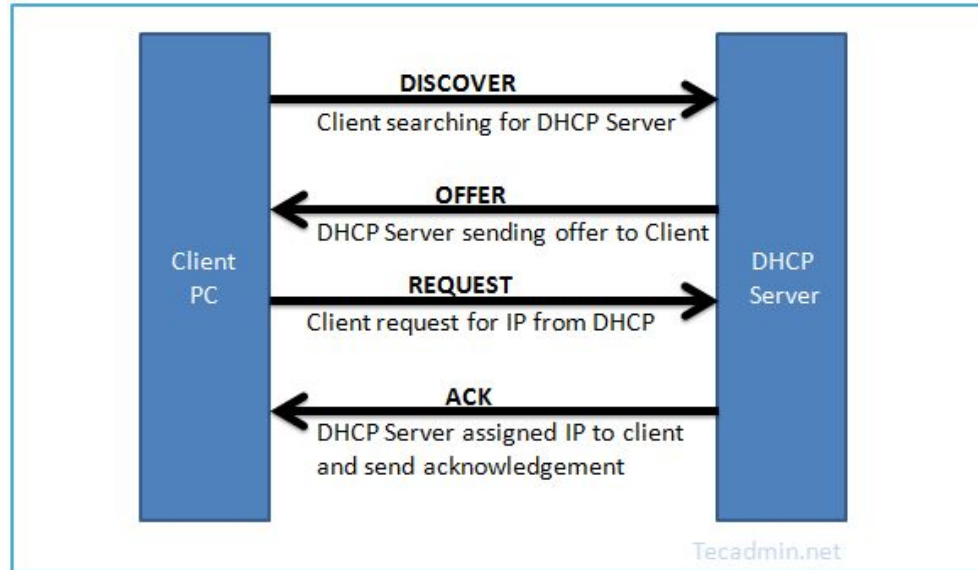 DISCOVER
Client searching for DHCP Server
OFFER
DHCP Server sending offer to Client
Client
PC
DHCP
Server
REQUEST
Client request for IP from DHCP
ACK
DHCP Server assigned IP to client
and send acknowledgement
Tecadmin.net